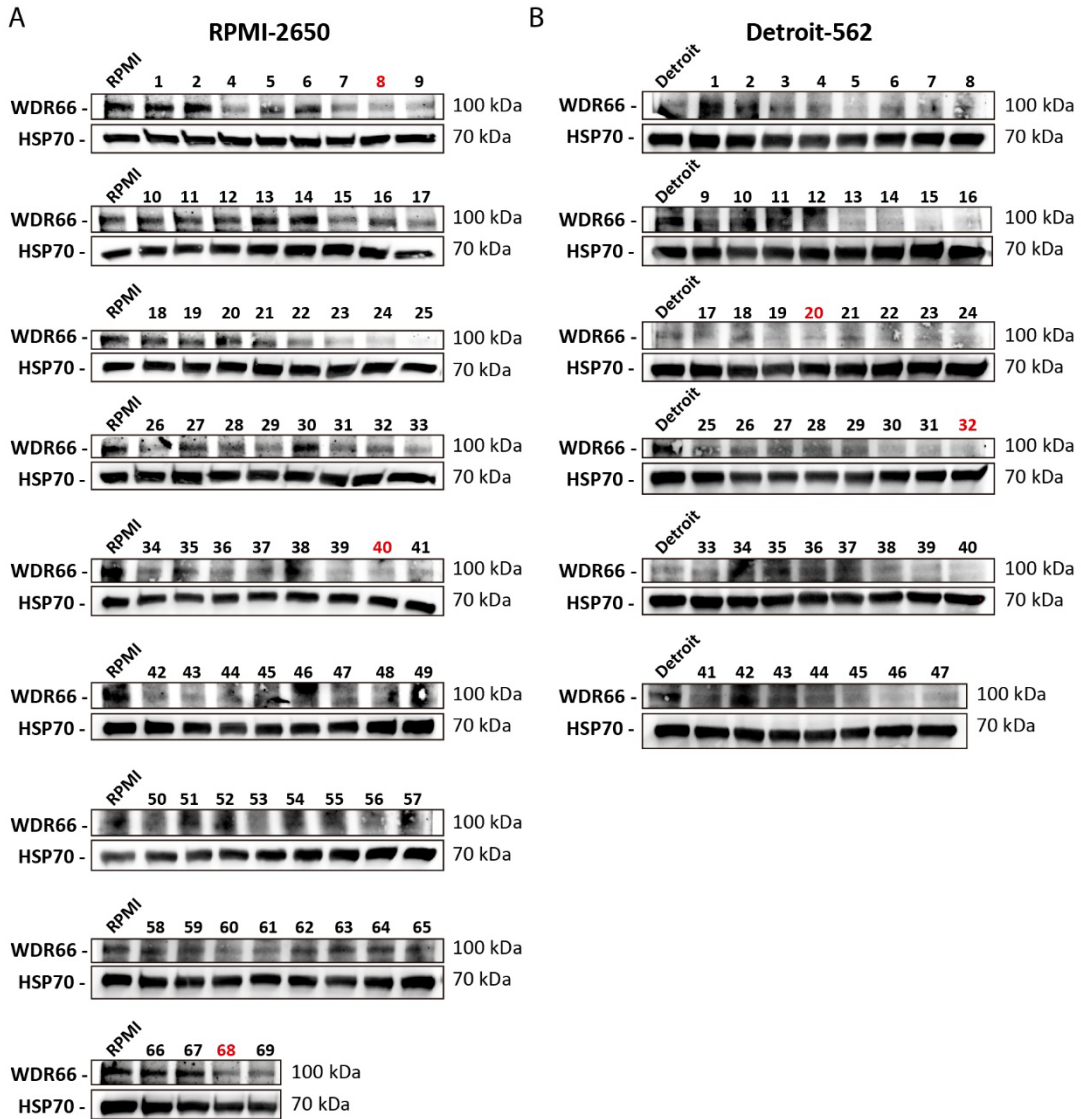 A
RPMI-2650
RPMI 1 2 4 5 6 7 8 9
WDR66 - 100 kDa
HSP70 - 70 kDa
RPMI 10 11 12 13 14 15 16 17
WDR66 - 100 kDa
HSP70 - 70 kDa
RPMI 18 19 20 21 22 23 24 25
WDR66 - 100 kDa
HSP70 - 70 kDa
RPMI 26 27 28 29 30 31 32 33
WDR66 - 100 kDa
HSP70 - 70 kDa
RPMI 34 35 36 37 38 39 40 41
WDR66 - 100 kDa
HSP70 - 70 kDa
RPMI 42 43 44 45 46 47 48 49
WDR66 - 100 kDa
HSP70 - 70 kDa
RPMI 50 51 52 53 54 55 56 57
WDR66 - 100 kDa
HSP70 - 70 kDa
RPMI 58 59 60 61 62 63 64 65
WDR66 - 100 kDa
HSP70 - 70 kDa
RPMI 66 67 68 69
WDR66 - 100 kDa
HSP70 - 70 kDa
B
Detroit-562
Detroit 1 2 3 4 5 6 7 8
WDR66 - 100 kDa
HSP70 - 70 kDa
Detroit 9 10 11 12 13 14 15 16
WDR66 - 100 kDa
HSP70 - 70 kDa
Detroit 17 18 19 20 21 22 23 24
WDR66 - 100 kDa
HSP70 - 70 kDa
Detroit 25 26 27 28 29 30 31 32
WDR66 - 100 kDa
HSP70 - 70 kDa
Detroit 33 34 35 36 37 38 39 40
WDR66 - 100 kDa
HSP70 - 70 kDa
Detroit 41 42 43 44 45 46 47
WDR66 - 100 kDa
HSP70 - 70 kDa